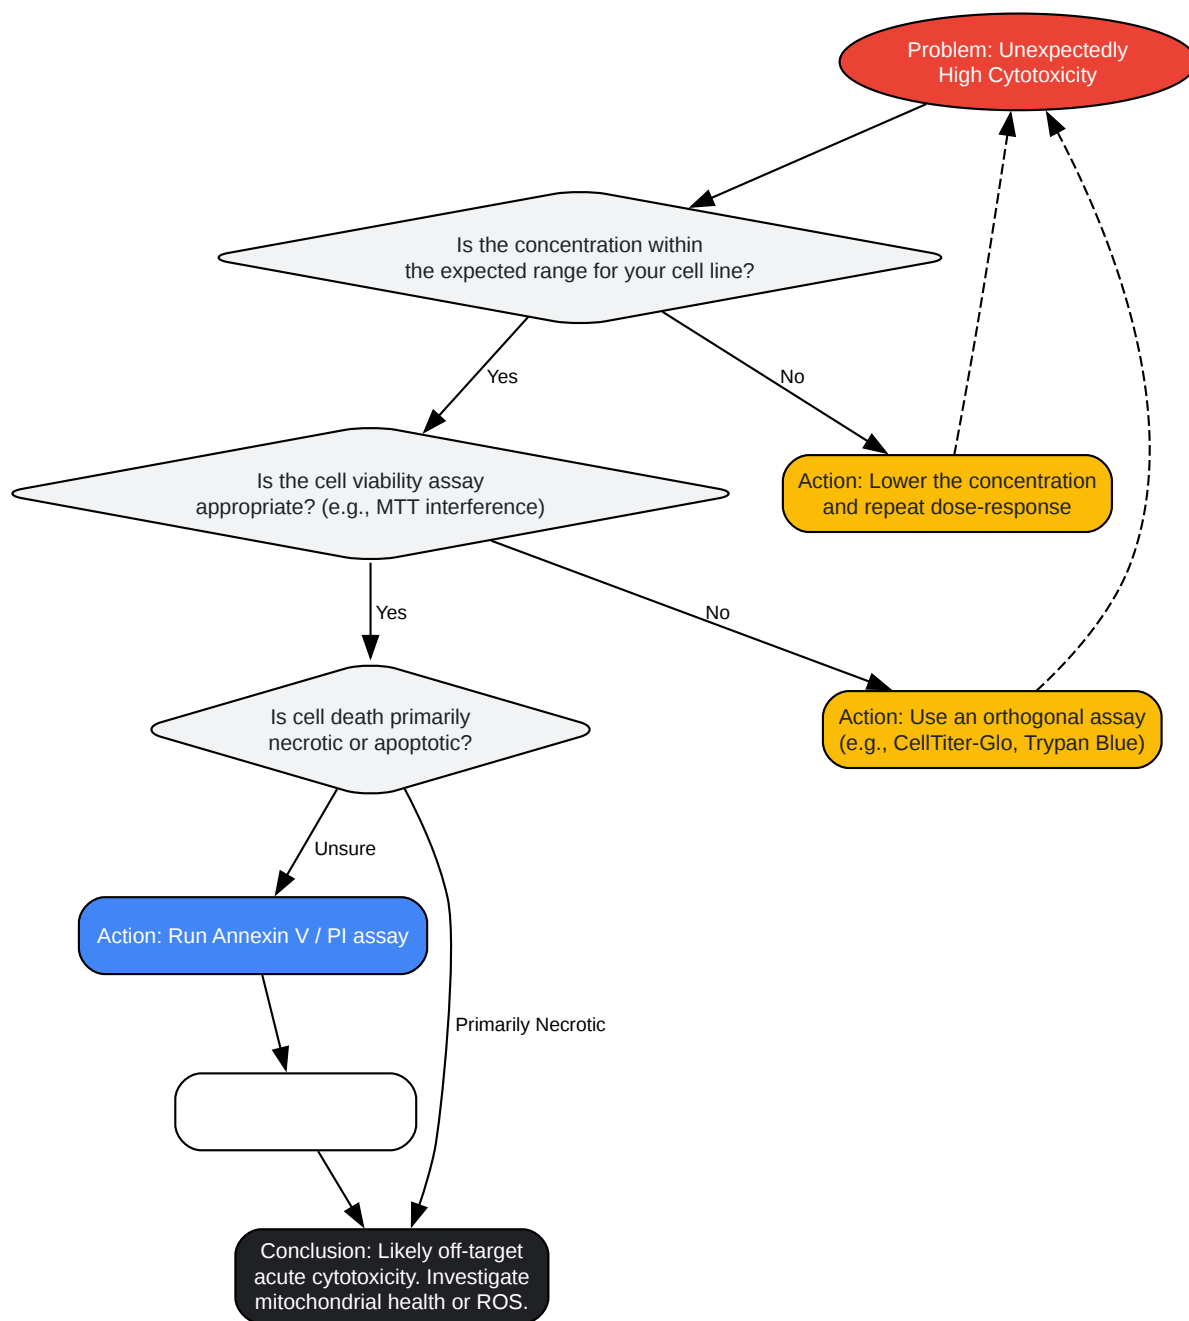 Problem: Unexpectedly
High Cytotoxicity
Is the concentration within
the expected range for your cell line?
Yes
No
Is the cell viability assay
appropriate? (e.g., MTT interference)
Action: Lower the concentration
and repeat dose-response
Yes
No
Is cell death primarily
necrotic or apoptotic?
Action: Use an orthogonal assay
(e.g., CellTiter-Glo, Trypan Blue)
Unsure
Action: Run Annexin V / PI assay
Primarily Necrotic
Conclusion: Likely off-target
acute cytotoxicity. Investigate
mitochondrial health or ROS.